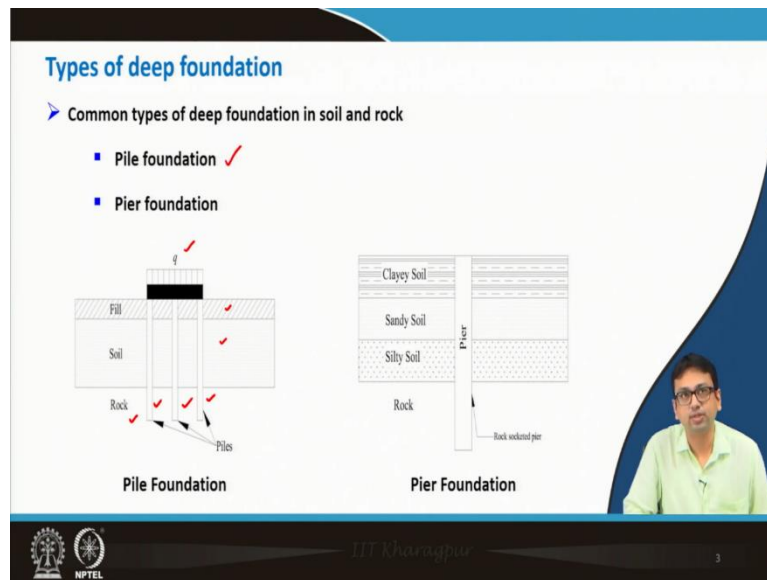 Types of deep foundation
➤ Common types of deep foundation in soil and rock
▪ Pile foundation
▪ Pier foundation
q
Fill
Soil
Rock
Piles
Pile Foundation
Clayey Soil
Sandy Soil
Silty Soil
Pier
Rock
Rock socketed pier
Pier Foundation
NPTEL
IIT Kharagpur
3